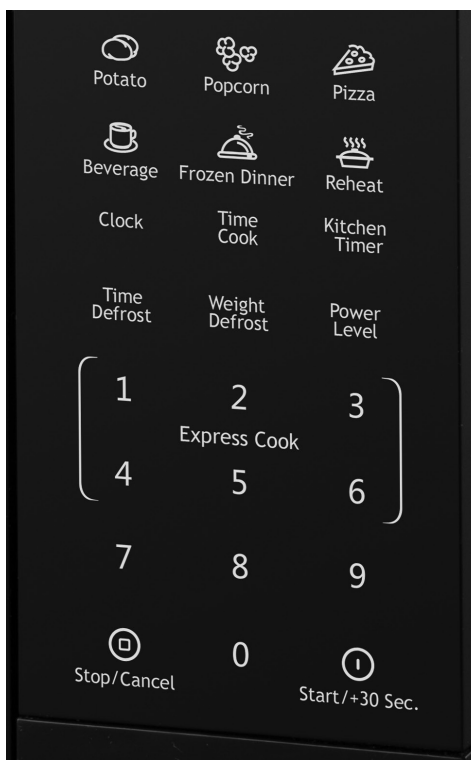 Potato Popcorn Pizza
Beverage Frozen Dinner Reheat
Clock
Time
Cook
Kitchen
Timer
Time
Defrost
Weight
Defrost
Power
Level
1 2 3
Express Cook
4 5 6
7 8 9
0
Stop/Cancel Start/+30 Sec.